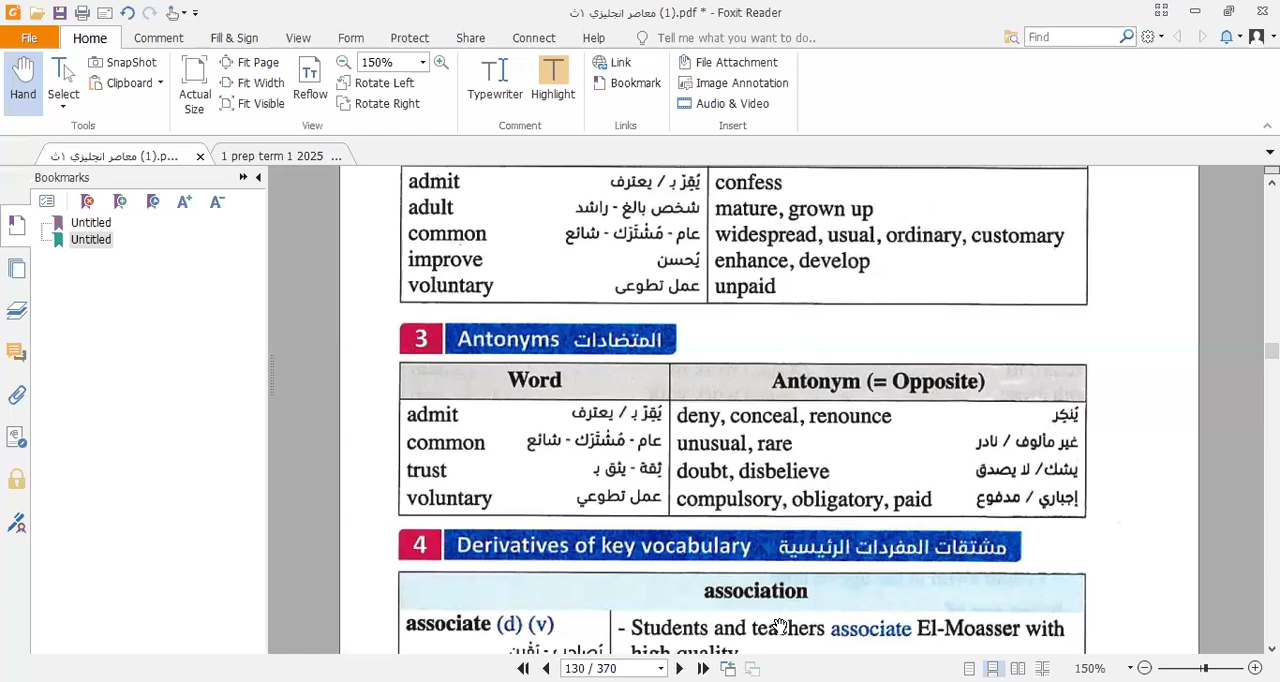 معاصر انجليزي ١ث (1).pdf * - Foxit Reader
File Home Comment Fill & Sign View Form Protect Share Connect Help Tell me what you want to do.. Find
Hand Select SnapShot Clipboard Actual Size Fit Page Fit Width Fit Visible Reflow 150% Rotate Left Rotate Right Typewriter Highlight Link Bookmark File Attachment Image Annotation Audio & Video
Tools View Comment Links Insert
معاصر انجليزي ١ث (1).p... 1 prep term 1 2025 ...
Bookmarks
Untitled
Untitled
admit يُقِرّ بـ / يعترف confess
adult شخص بالغ - راشد mature, grown up
common عام - مُشْتَرَك - شائع widespread, usual, ordinary, customary
improve يُحسن enhance, develop
voluntary عمل تطوعى unpaid
3 Antonyms المتضادات
Word Antonym (= Opposite)
admit يُقِرّ بـ / يعترف deny, conceal, renounce يُنكِر
common عام - مُشْتَرَك - شائع unusual, rare غير مألوف / نادر
trust ثِقة - يثق بـ doubt, disbelieve يشك/ لا يصدق
voluntary عمل تطوعي compulsory, obligatory, paid إجباري / مدفوع
4 Derivatives of key vocabulary مشتقات المفردات الرئيسية
association
associate (d) (v) - Students and teachers associate El-Moasser with
high quality
130 / 370 150%